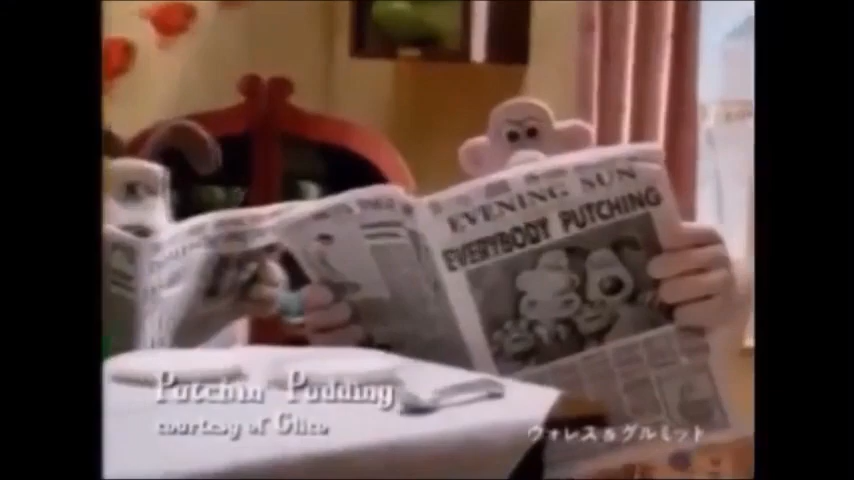 EVENING SUN
EVERYBODY PUTCHING
Putchin Pudding
courtesy of Glico
ウォレス&グルミット